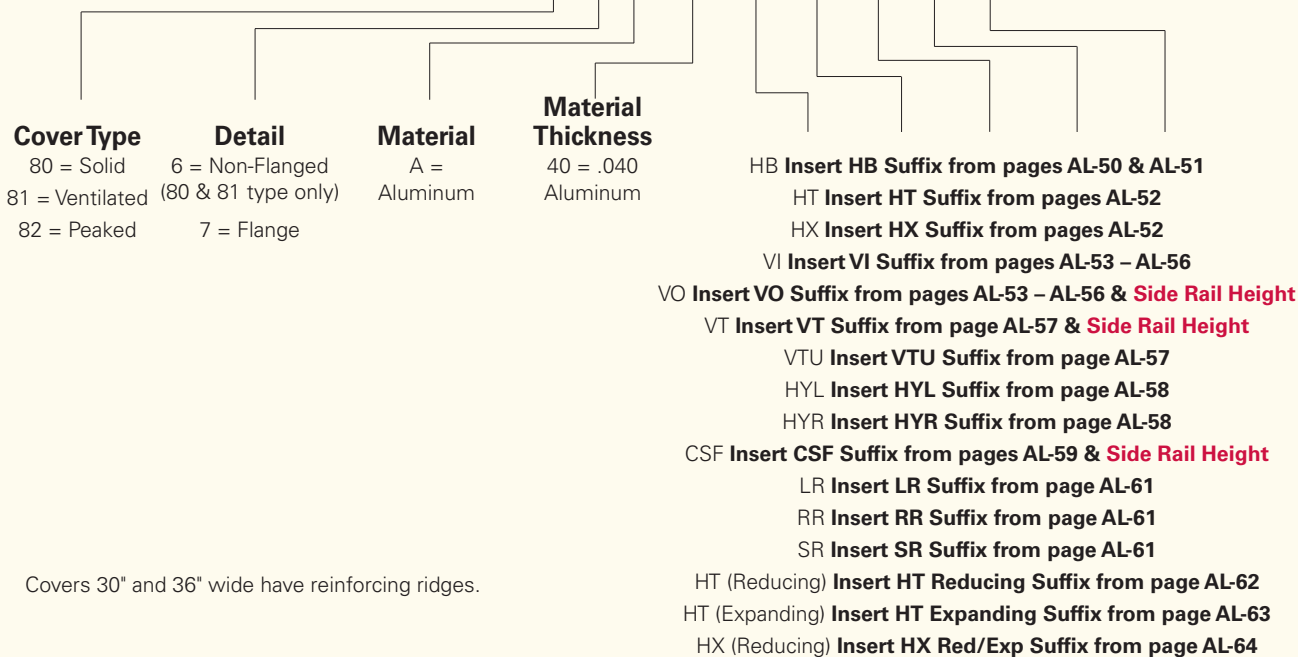 Cover Type
80 = Solid
81 = Ventilated
82 = Peaked
Detail
6 = Non-Flanged
(80 & 81 type only)
7 = Flange
Material
A =
Aluminum
Material
Thickness
40 = .040
Aluminum
HB Insert HB Suffix from pages AL-50 & AL-51
HT Insert HT Suffix from pages AL-52
HX Insert HX Suffix from pages AL-52
VI Insert VI Suffix from pages AL-53 – AL-56
VO Insert VO Suffix from pages AL-53 – AL-56 & Side Rail Height
VT Insert VT Suffix from page AL-57 & Side Rail Height
VTU Insert VTU Suffix from page AL-57
HYL Insert HYL Suffix from page AL-58
HYR Insert HYR Suffix from page AL-58
CSF Insert CSF Suffix from pages AL-59 & Side Rail Height
LR Insert LR Suffix from page AL-61
RR Insert RR Suffix from page AL-61
SR Insert SR Suffix from page AL-61
HT (Reducing) Insert HT Reducing Suffix from page AL-62
HT (Expanding) Insert HT Expanding Suffix from page AL-63
HX (Reducing) Insert HX Red/Exp Suffix from page AL-64
Covers 30" and 36" wide have reinforcing ridges.